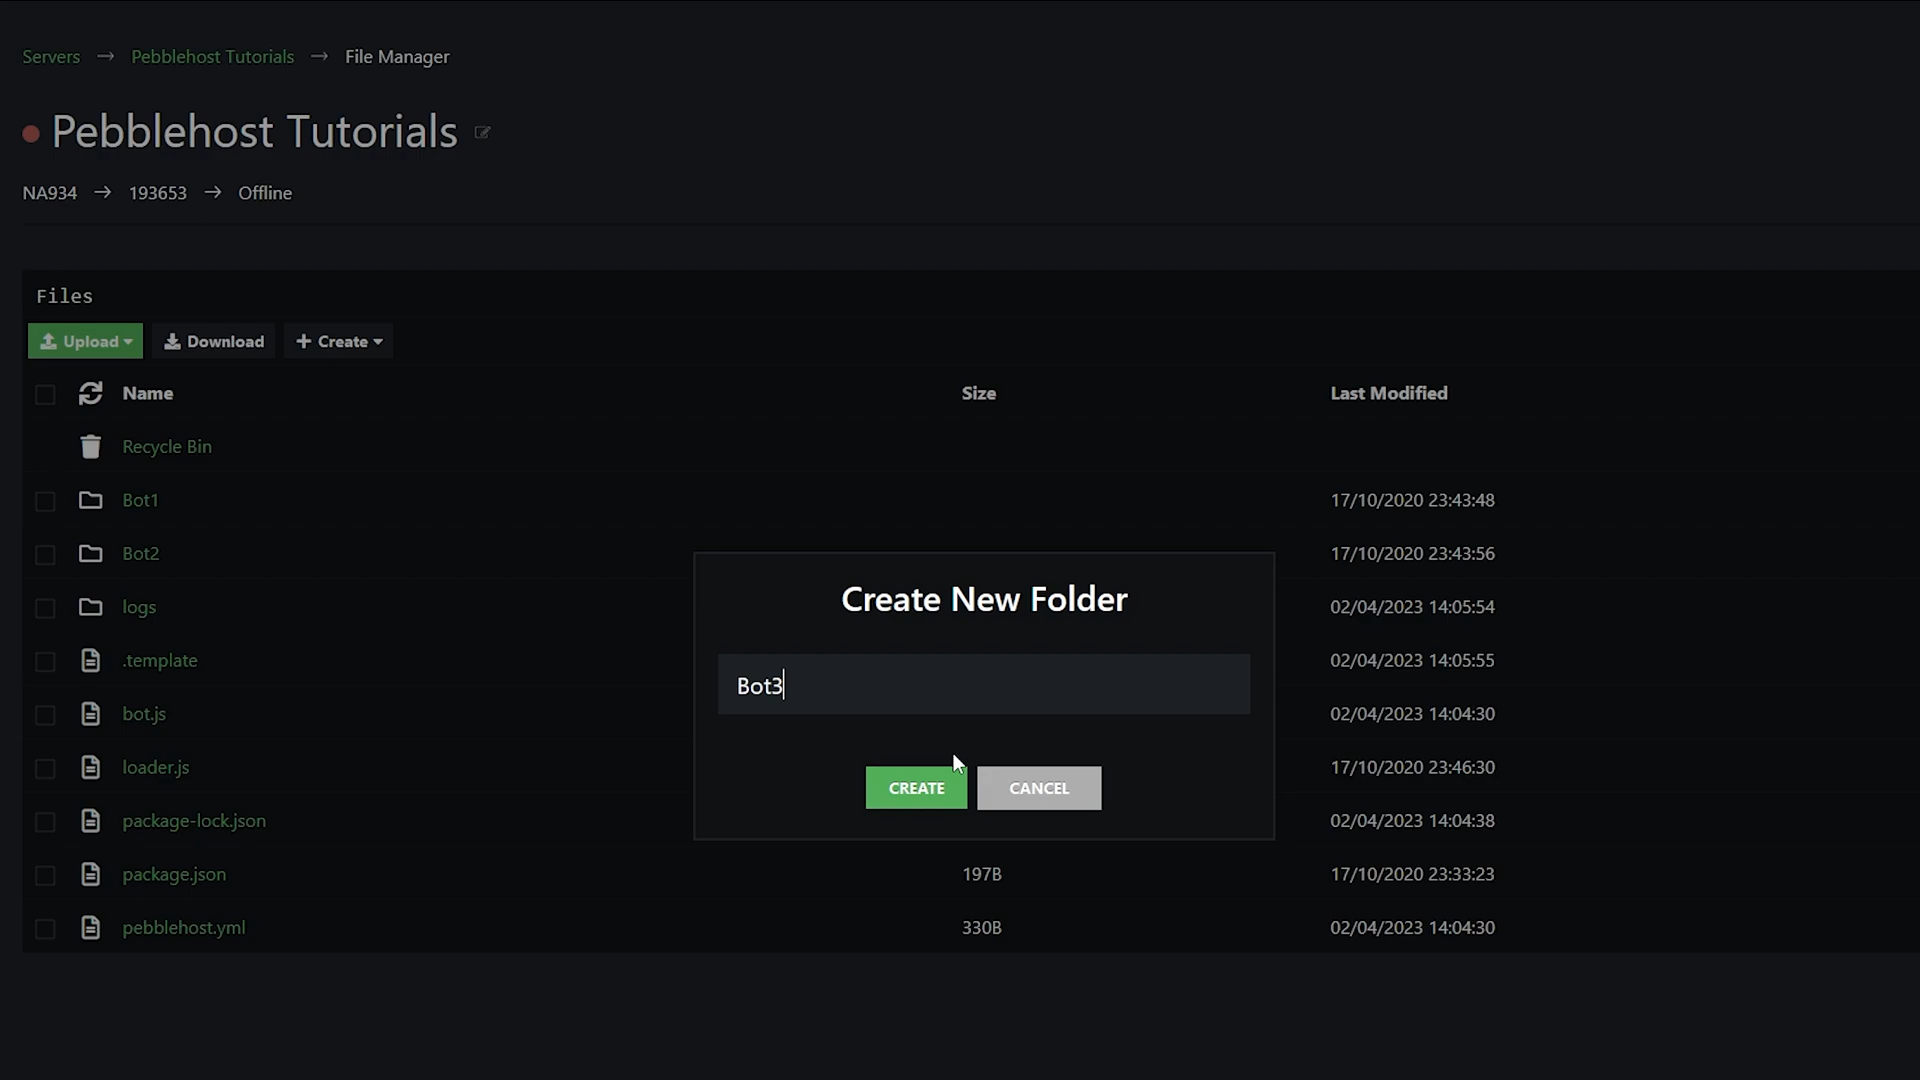 Servers → Pebblehost Tutorials → File Manager
Pebblehost Tutorials
NA934 → 193653 → Offline
Files
Upload Download + Create
Name Size Last Modified
Recycle Bin
Bot1 17/10/2020 23:43:48
Bot2 17/10/2020 23:43:56
logs 02/04/2023 14:05:54
.template 02/04/2023 14:05:55
bot.js 02/04/2023 14:04:30
loader.js 17/10/2020 23:46:30
package-lock.json 02/04/2023 14:04:38
package.json 197B 17/10/2020 23:33:23
pebblehost.yml 330B 02/04/2023 14:04:30
Create New Folder
Bot3
CREATE CANCEL